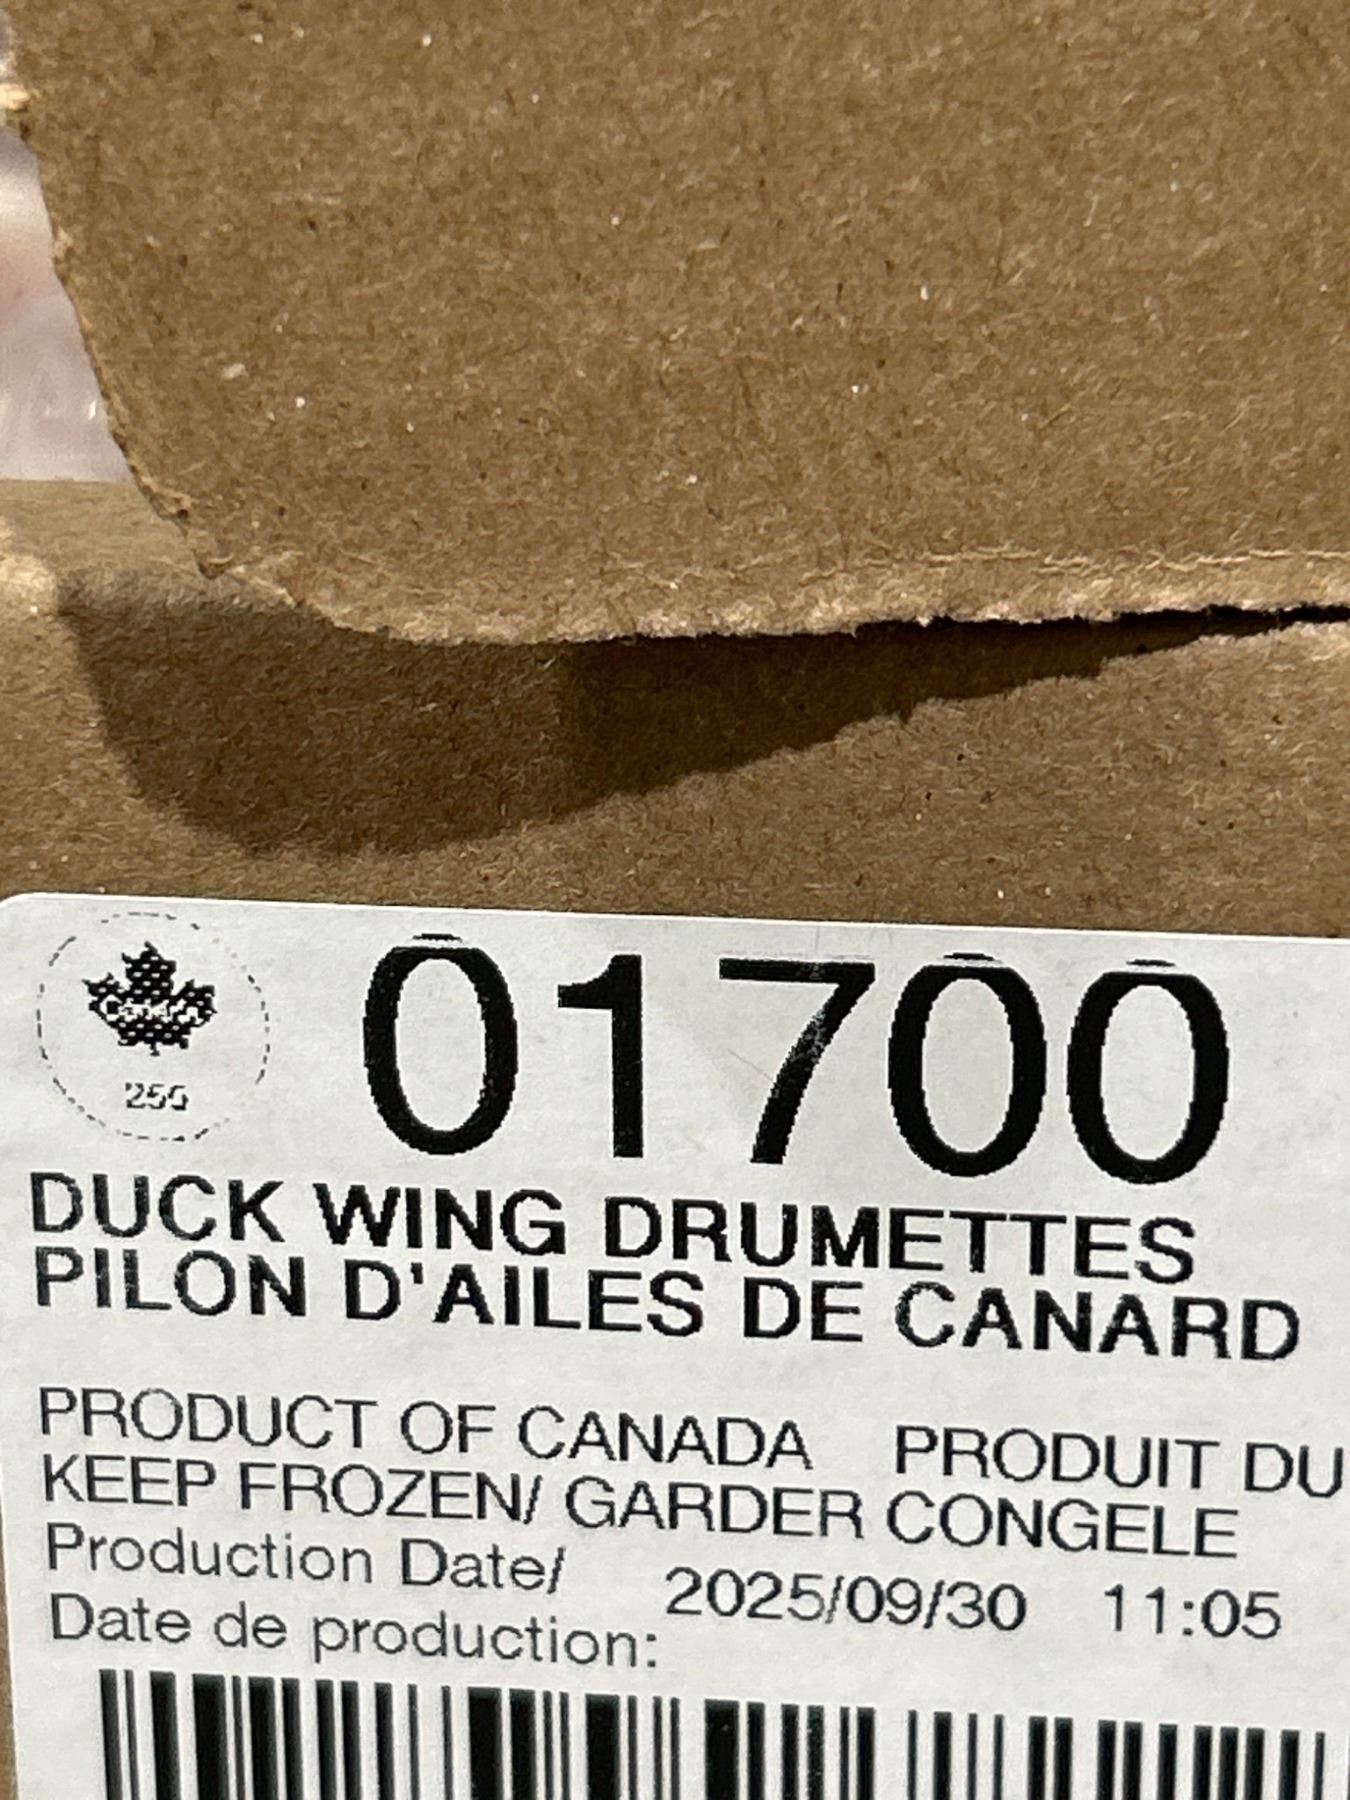 Canada
01700
DUCK WING DRUMETTES
PILON D'AILES DE CANARD
PRODUCT OF CANADA PRODUIT DU
KEEP FROZEN/ GARDER CONGELE
Production Date/ 2025/09/30 11:05
Date de production: